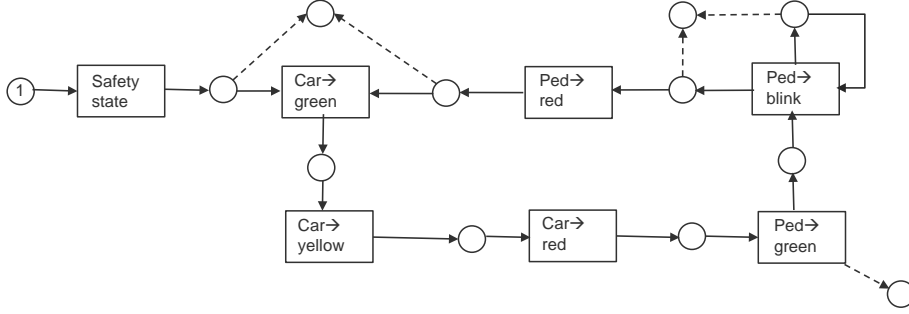 1
Safety
state
Car→
green
Ped→
red
Ped→
blink
Car→
yellow
Car→
red
Ped→
green